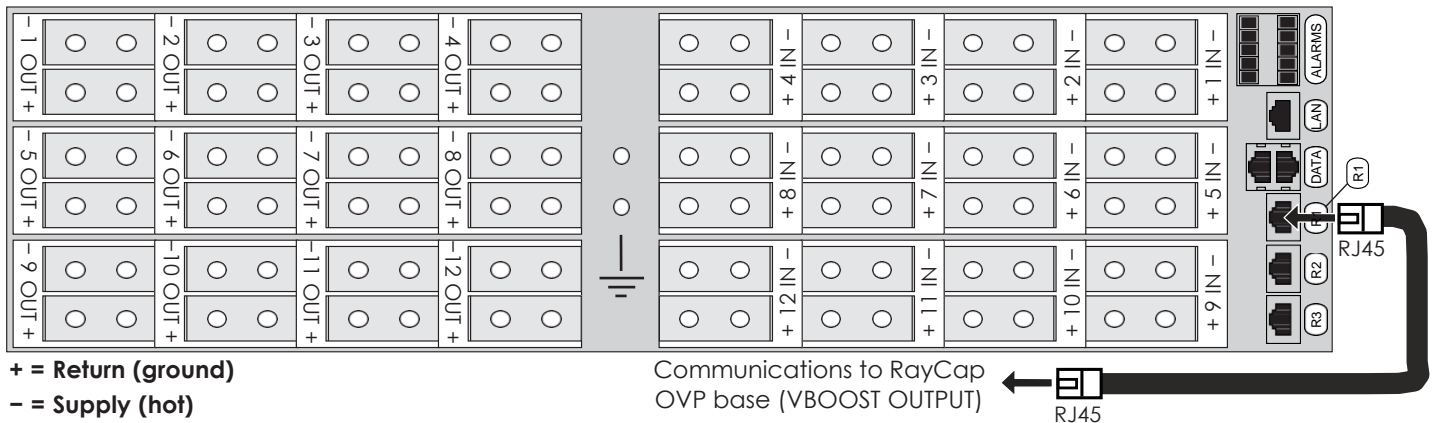 − 1 OUT +
− 2 OUT +
− 3 OUT +
− 4 OUT +
+ 4 IN −
+ 3 IN −
+ 2 IN −
+ 1 IN −
ALARMS
LAN
− 5 OUT +
− 6 OUT +
− 7 OUT +
− 8 OUT +
+ 8 IN −
+ 7 IN −
+ 6 IN −
+ 5 IN −
DATA
R1
R1
RJ45
− 9 OUT +
−10 OUT+
−11 OUT +
−12 OUT+
+ 12 IN −
+ 11 IN −
+ 10 IN −
+ 9 IN −
R2
R3
+ = Return (ground)
− = Supply (hot)
Communications to RayCap
OVP base (VBOOST OUTPUT)
RJ45